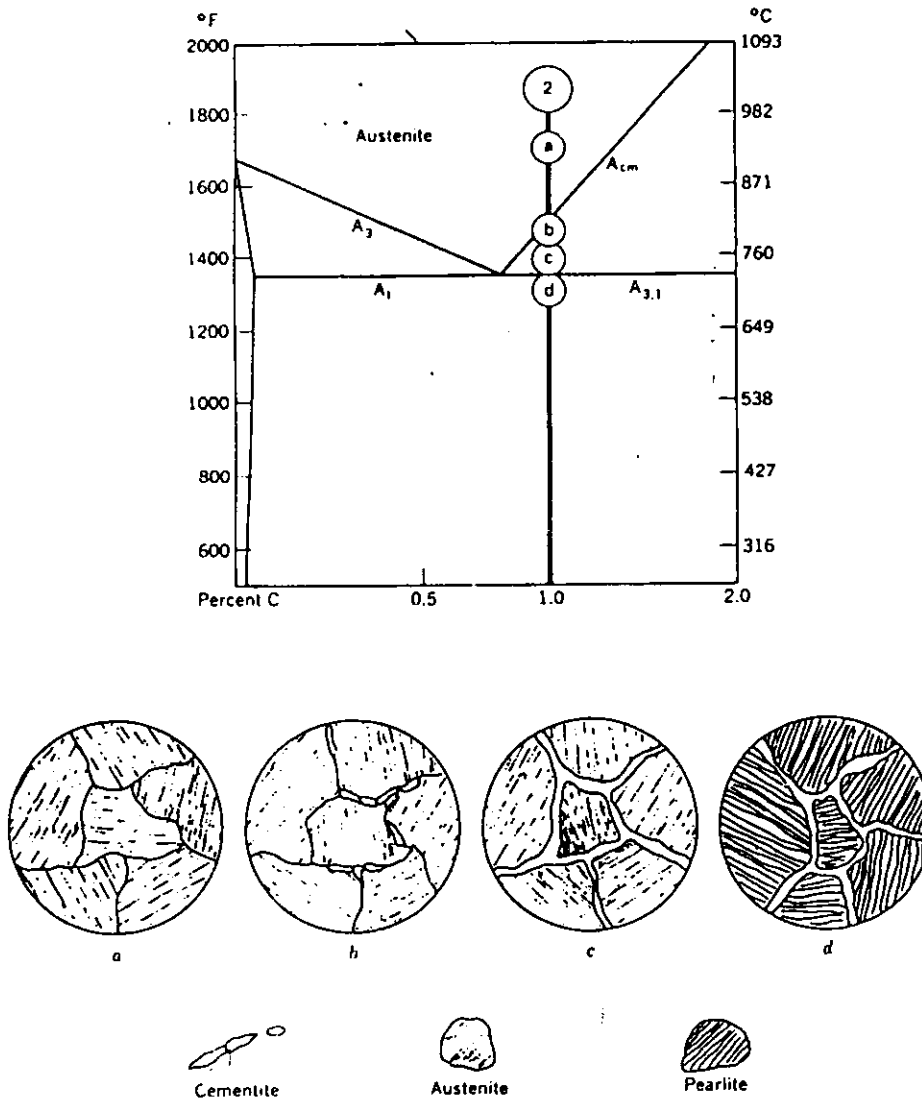 °F
°C
2000
1093
2
1800
982
a
Austenite
A_cm
1600
871
b
A_3
1400
c
760
A_1
d
A_3,1
1200
649
1000
538
800
427
600
316
Percent C
0.5
1.0
2.0
a
b
c
d
Cementite
Austenite
Pearlite